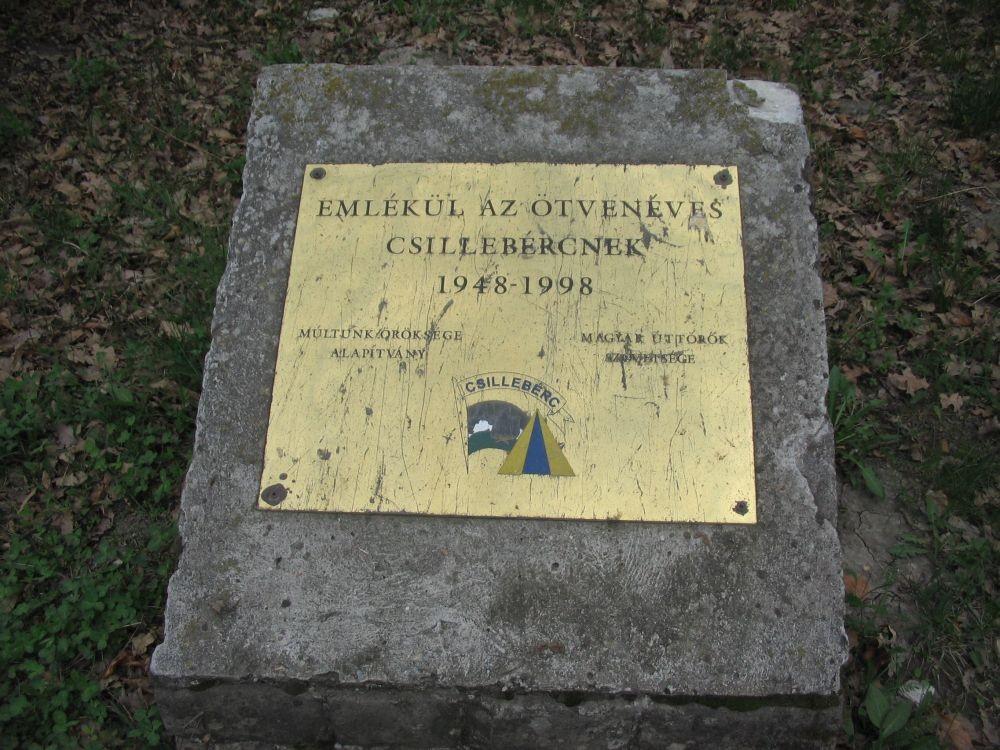 EMLÉKÜL AZ ÖTVENÉVES
CSILLEBÉRCNEK
1948-1998
MÚLTUNK ÖRÖKSÉGE
ALAPÍTVÁNY
MAGYAR ÚTTÖRŐK
SZÖVETSÉGE
CSILLEBÉRC